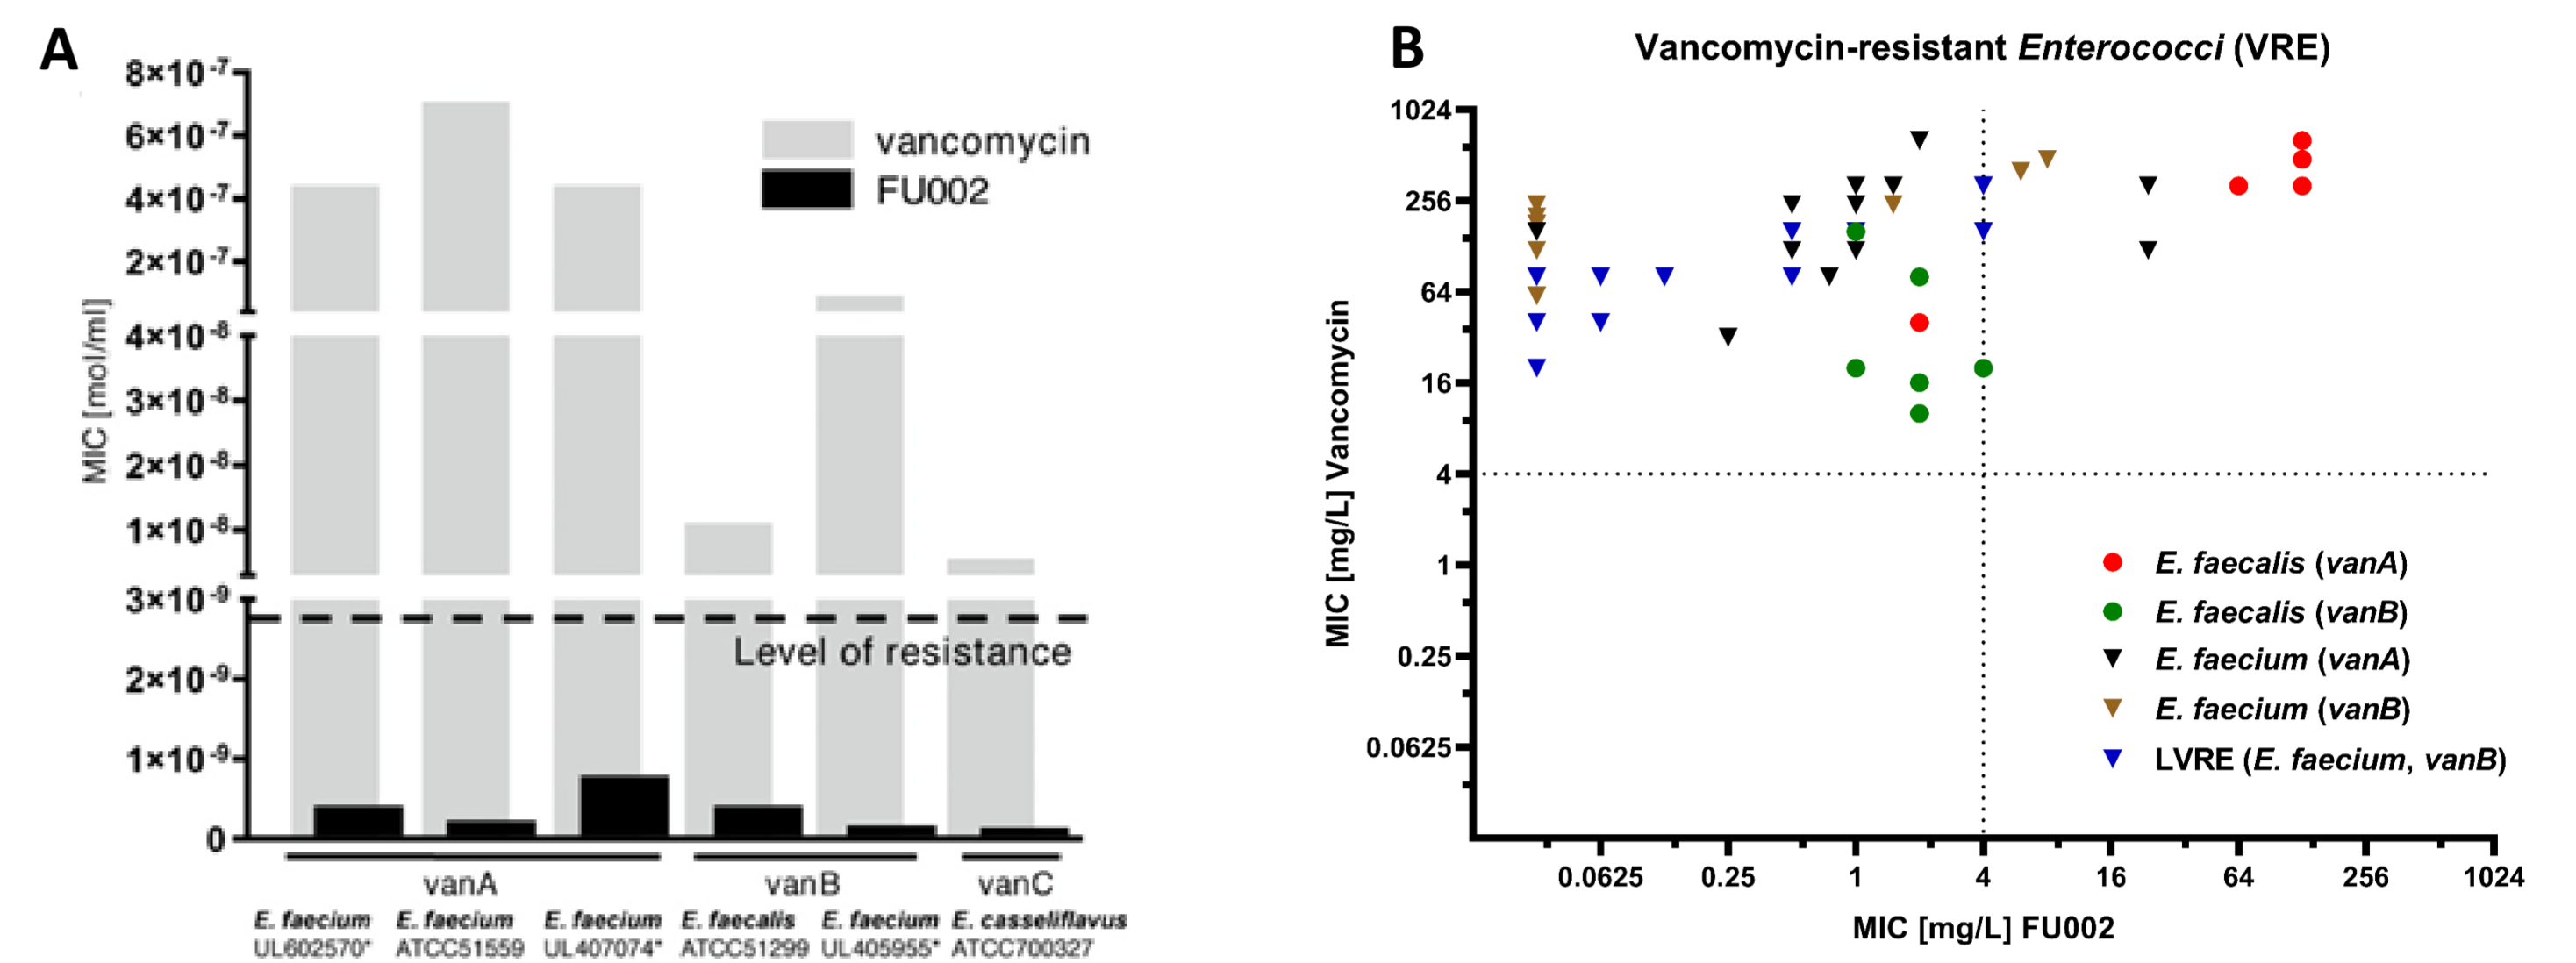 A
8×10-7
6×10-7
4×10-7
2×10-7
4×10-8
3×10-8
2×10-8
1×10-8
3×10-9
2×10-9
1×10-9
0
MIC [mol/ml]
vancomycin
FU002
Level of resistance
vanA vanB vanC
E. faecium E. faecium E. faecium E. faecalis E. faecium E. casseliflavus
UL602570* ATCC51559 UL407074* ATCC51299 UL405955* ATCC700327
B
Vancomycin-resistant Enterococci (VRE)
1024
256
64
16
4
1
0.25
0.0625
MIC [mg/L] Vancomycin
E. faecalis (vanA)
E. faecalis (vanB)
E. faecium (vanA)
E. faecium (vanB)
LVRE (E. faecium, vanB)
0.0625 0.25 1 4 16 64 256 1024
MIC [mg/L] FU002